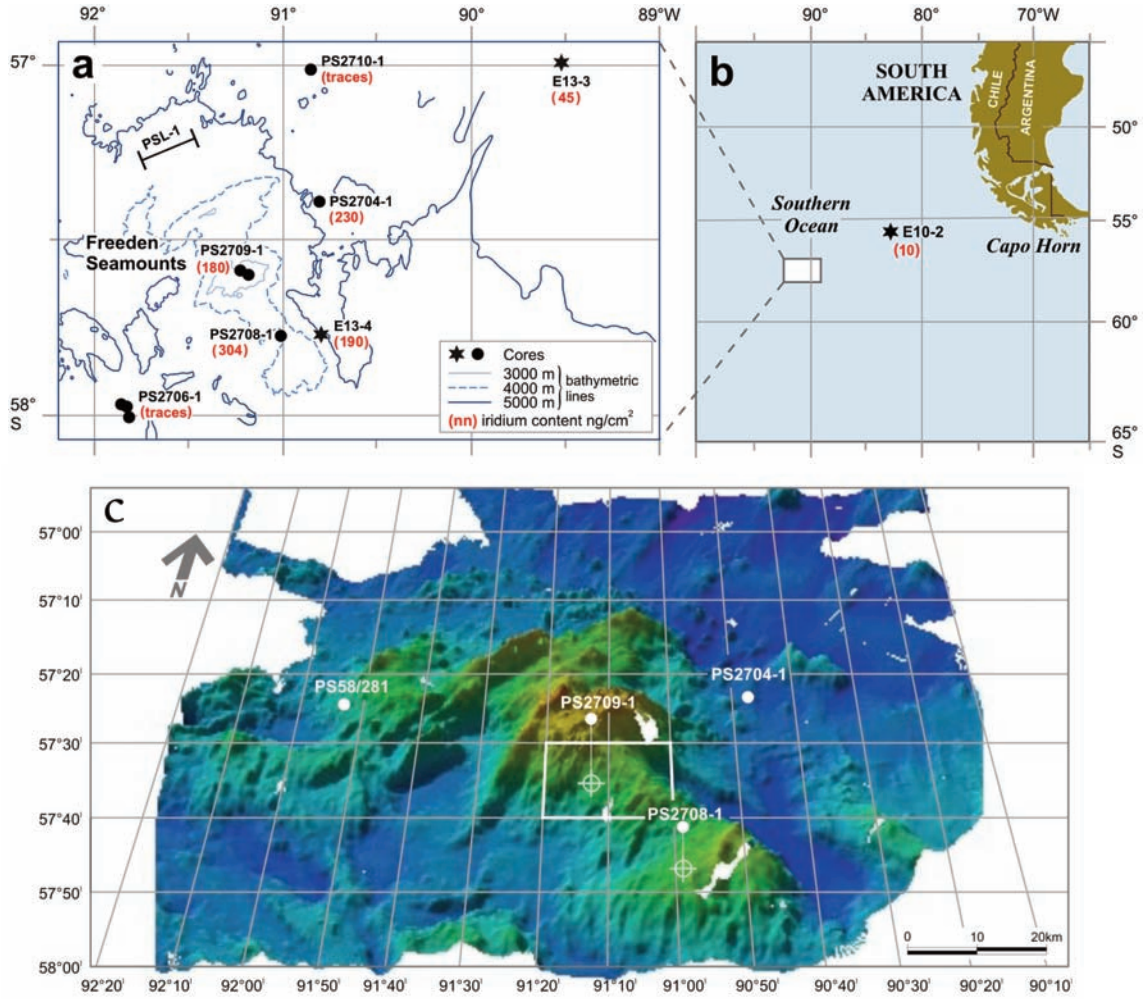 92° 91° 90° 89°W
57°
58°
S
a
PS2710-1
(traces)
E13-3
(45)
PSL-1
PS2704-1
(230)
Freeden
Seamounts
PS2709-1
(180)
PS2708-1
(304)
E13-4
(190)
PS2706-1
(traces)
Cores
3000 m
4000 m
5000 m
bathymetric
lines
(nn) iridium content ng/cm²
90° 80° 70°W
b
SOUTH
AMERICA
CHILE
ARGENTINA
50°
55°
60°
65°
S
Southern
Ocean
E10-2
(10)
Capo Horn
c
N
57°00'
57°10'
57°20'
57°30'
57°40'
57°50'
58°00'
PS58/281
PS2709-1
PS2704-1
PS2708-1
0 10 20km
92°20' 92°10' 92°00' 91°50' 91°40' 91°30' 91°20' 91°10' 91°00' 90°50' 90°40' 90°30' 90°20' 90°10'